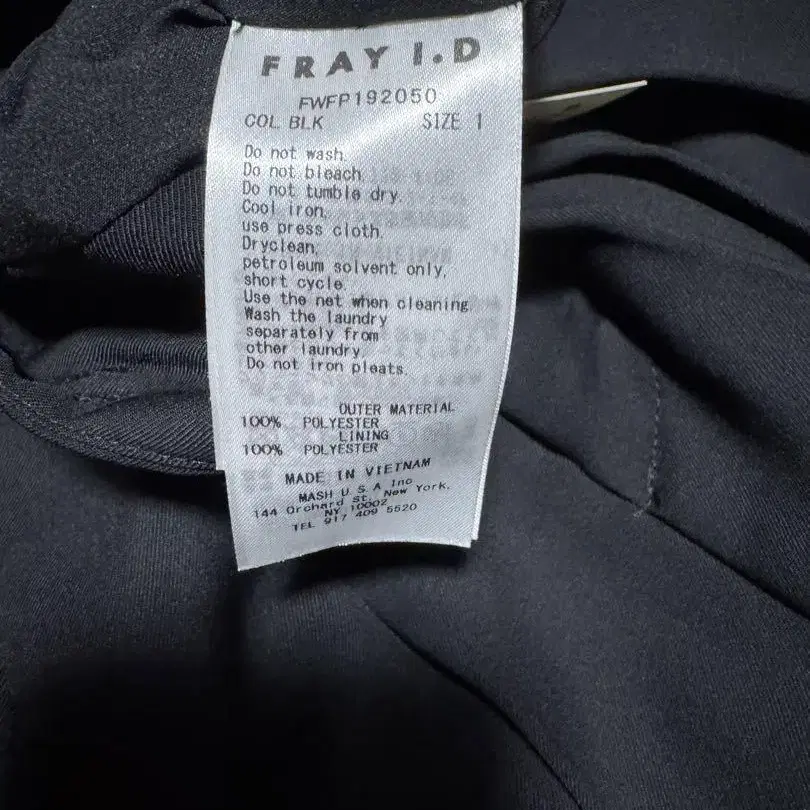 FRAY I.D
FWFP192050
COL. BLK SIZE 1
Do not wash.
Do not bleach.
Do not tumble dry.
Cool iron,
use press cloth.
Dryclean,
petroleum solvent only,
short cycle.
Use the net when cleaning.
Wash the laundry
separately from
other laundry.
Do not iron pleats.
OUTER MATERIAL
100% POLYESTER
LINING
100% POLYESTER
MADE IN VIETNAM
MASH U.S.A Inc
144 Orchard St, New York,
NY 10002
TEL 917 409 5520